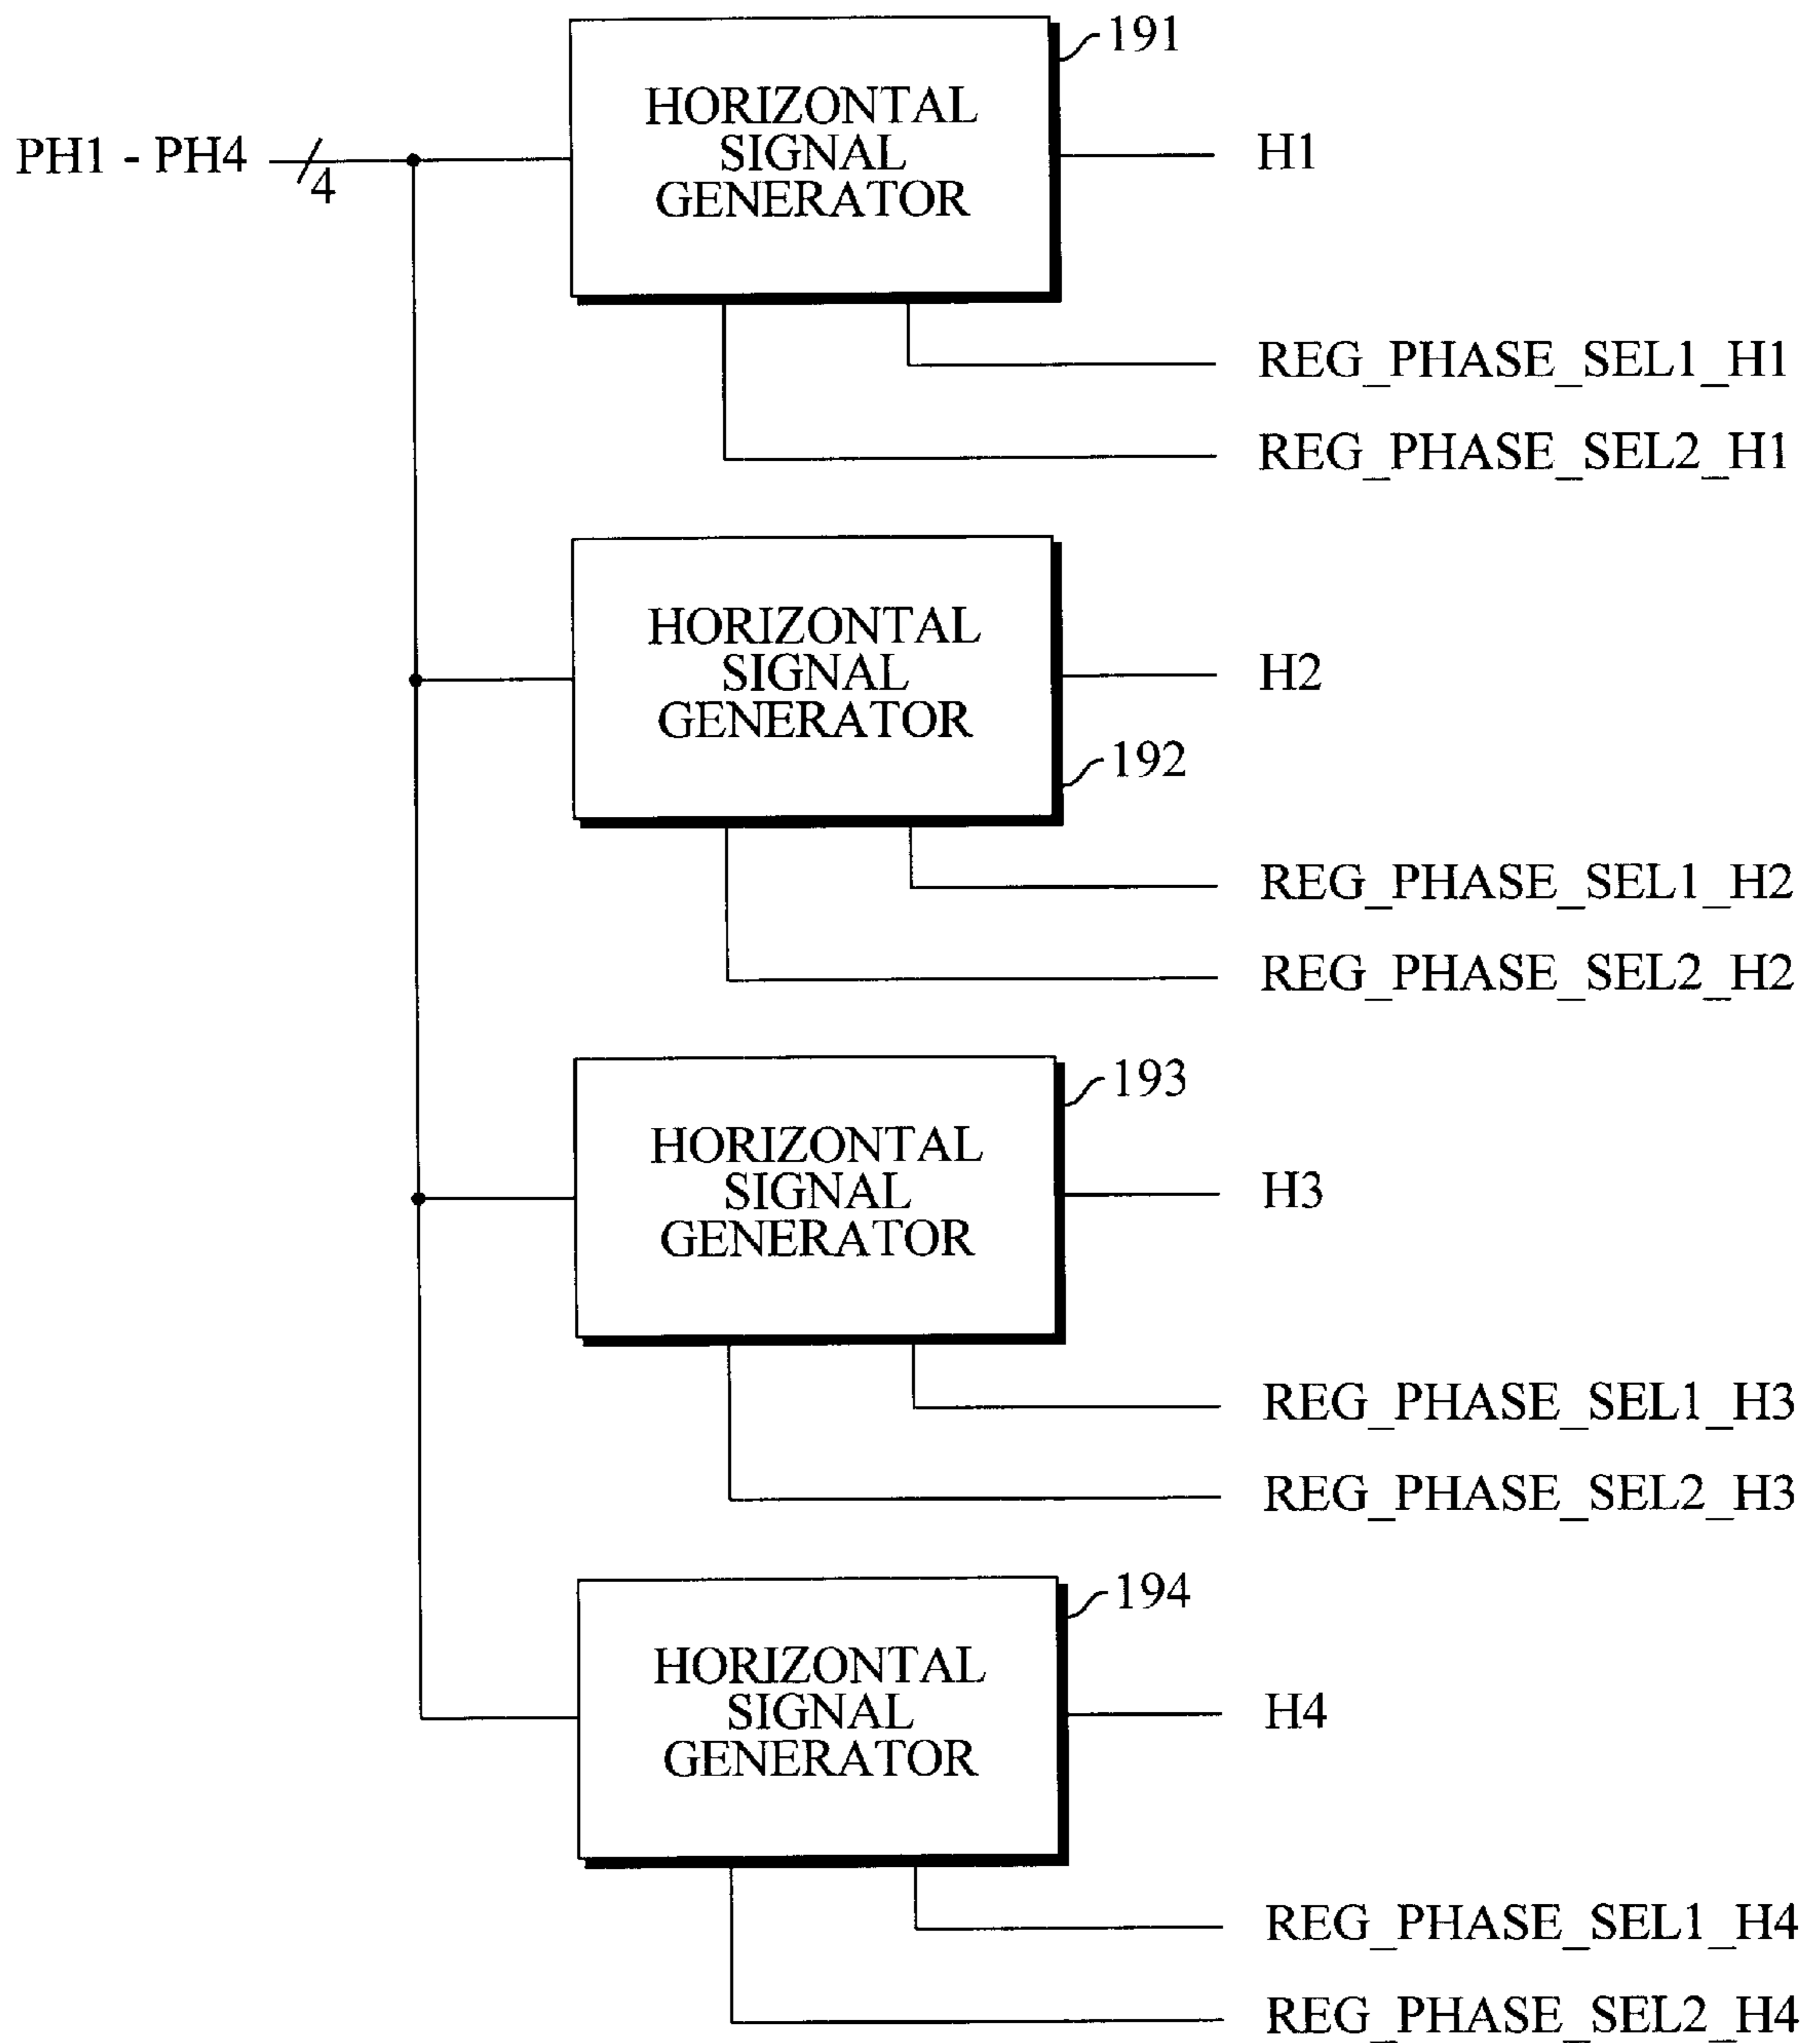 191
HORIZONTAL
SIGNAL
GENERATOR
PH1 - PH4
4
H1
REG_PHASE_SEL1_H1
REG_PHASE_SEL2_H1
HORIZONTAL
SIGNAL
GENERATOR
H2
192
REG_PHASE_SEL1_H2
REG_PHASE_SEL2_H2
193
HORIZONTAL
SIGNAL
GENERATOR
H3
REG_PHASE_SEL1_H3
REG_PHASE_SEL2_H3
194
HORIZONTAL
SIGNAL
GENERATOR
H4
REG_PHASE_SEL1_H4
REG_PHASE_SEL2_H4